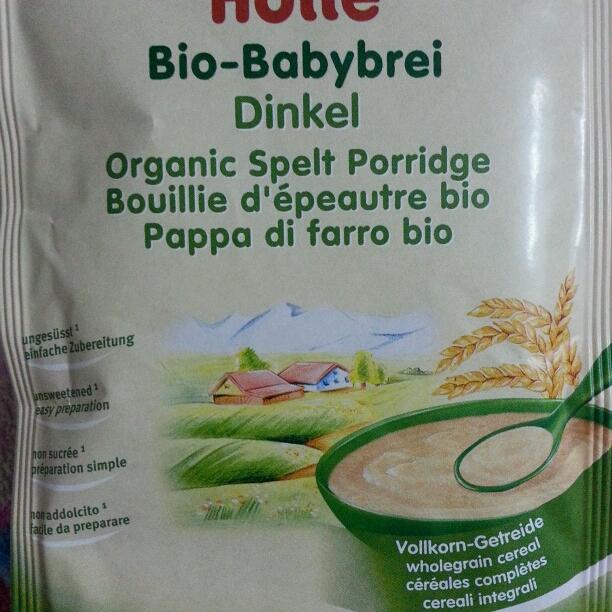 Holle
Bio-Babybrei
Dinkel
Organic Spelt Porridge
Bouillie d'épeautre bio
Pappa di farro bio
ungesüsst¹
einfache Zubereitung
unsweetened¹
easy preparation
non sucrée¹
préparation simple
non addolcito¹
facile da preparare
Vollkorn-Getreide
wholegrain cereal
céréales complètes
cereali integrali